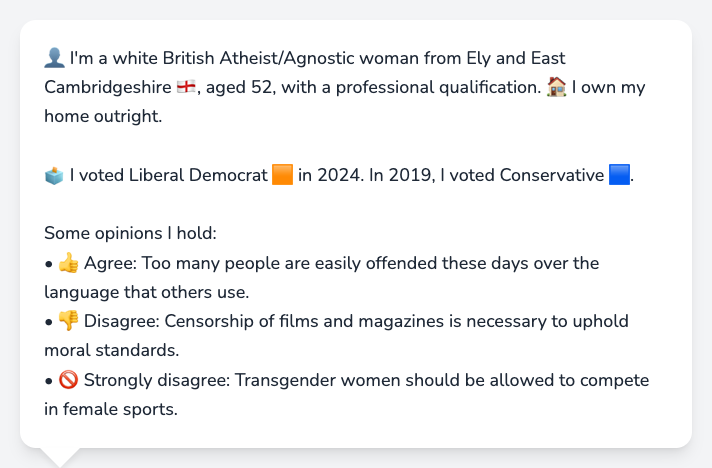 👤 I'm a white British Atheist/Agnostic woman from Ely and East
Cambridgeshire 🏴󠁧󠁢󠁥󠁮󠁧󠁿, aged 52, with a professional qualification. 🏠 I own my
home outright.
🗳️ I voted Liberal Democrat 🟧 in 2024. In 2019, I voted Conservative 🟦.
Some opinions I hold:
• 👍 Agree: Too many people are easily offended these days over the
language that others use.
• 👎 Disagree: Censorship of films and magazines is necessary to uphold
moral standards.
• 🚫 Strongly disagree: Transgender women should be allowed to compete
in female sports.